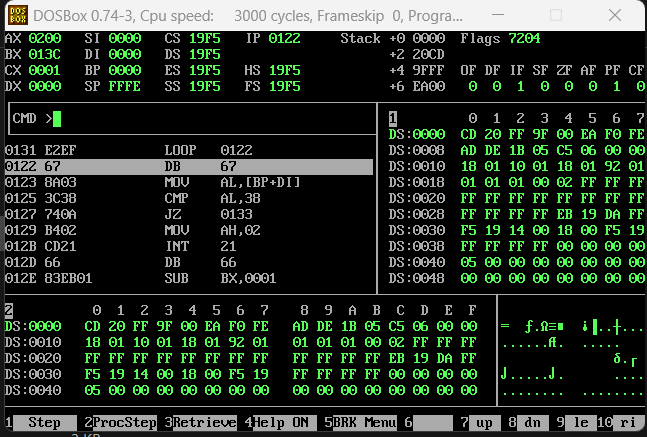 DOSBox 0.74-3, Cpu speed: 3000 cycles, Frameskip 0, Progra...
AX 0200 SI 0000 CS 19F5 IP 0122 Stack +0 0000 Flags 7204
BX 013C DI 0000 DS 19F5 +2 20CD
CX 0001 BP 0000 ES 19F5 HS 19F5 +4 9FFF OF DF IF SF ZF AF PF CF
DX 0000 SP FFFE SS 19F5 FS 19F5 +6 EA00 0 0 1 0 0 0 1 0
CMD >
1 0 1 2 3 4 5 6 7
DS:0000 CD 20 FF 9F 00 EA F0 FE
0131 E2EF LOOP 0122
DS:0008 AD DE 1B 05 C5 06 00 00
0122 67 DB 67
DS:0010 18 01 10 01 18 01 92 01
0123 8A03 MOV AL,[BP+DI]
DS:0018 01 01 01 00 02 FF FF FF
0125 3C38 CMP AL,38
DS:0020 FF FF FF FF FF FF FF FF
0127 740A JZ 0133
DS:0028 FF FF FF FF EB 19 DA FF
0129 B402 MOV AH,02
DS:0030 F5 19 14 00 18 00 F5 19
012B CD21 INT 21
DS:0038 FF FF FF FF 00 00 00 00
012D 66 DB 66
DS:0040 05 00 00 00 00 00 00 00
012E 83EB01 SUB BX,0001
DS:0048 00 00 00 00 00 00 00 00
2 0 1 2 3 4 5 6 7 8 9 A B C D E F
DS:0000 CD 20 FF 9F 00 EA F0 FE AD DE 1B 05 C5 06 00 00
DS:0010 18 01 10 01 18 01 92 01 01 01 01 00 02 FF FF FF
DS:0020 FF FF FF FF FF FF FF FF FF FF FF FF EB 19 DA FF
DS:0030 F5 19 14 00 18 00 F5 19 FF FF FF FF 00 00 00 00
DS:0040 05 00 00 00 00 00 00 00 00 00 00 00 00 00 00 00
1 Step 2ProcStep 3Retrieve 4Help ON 5BRK Menu 6 7 up 8 dn 9 le 10 ri